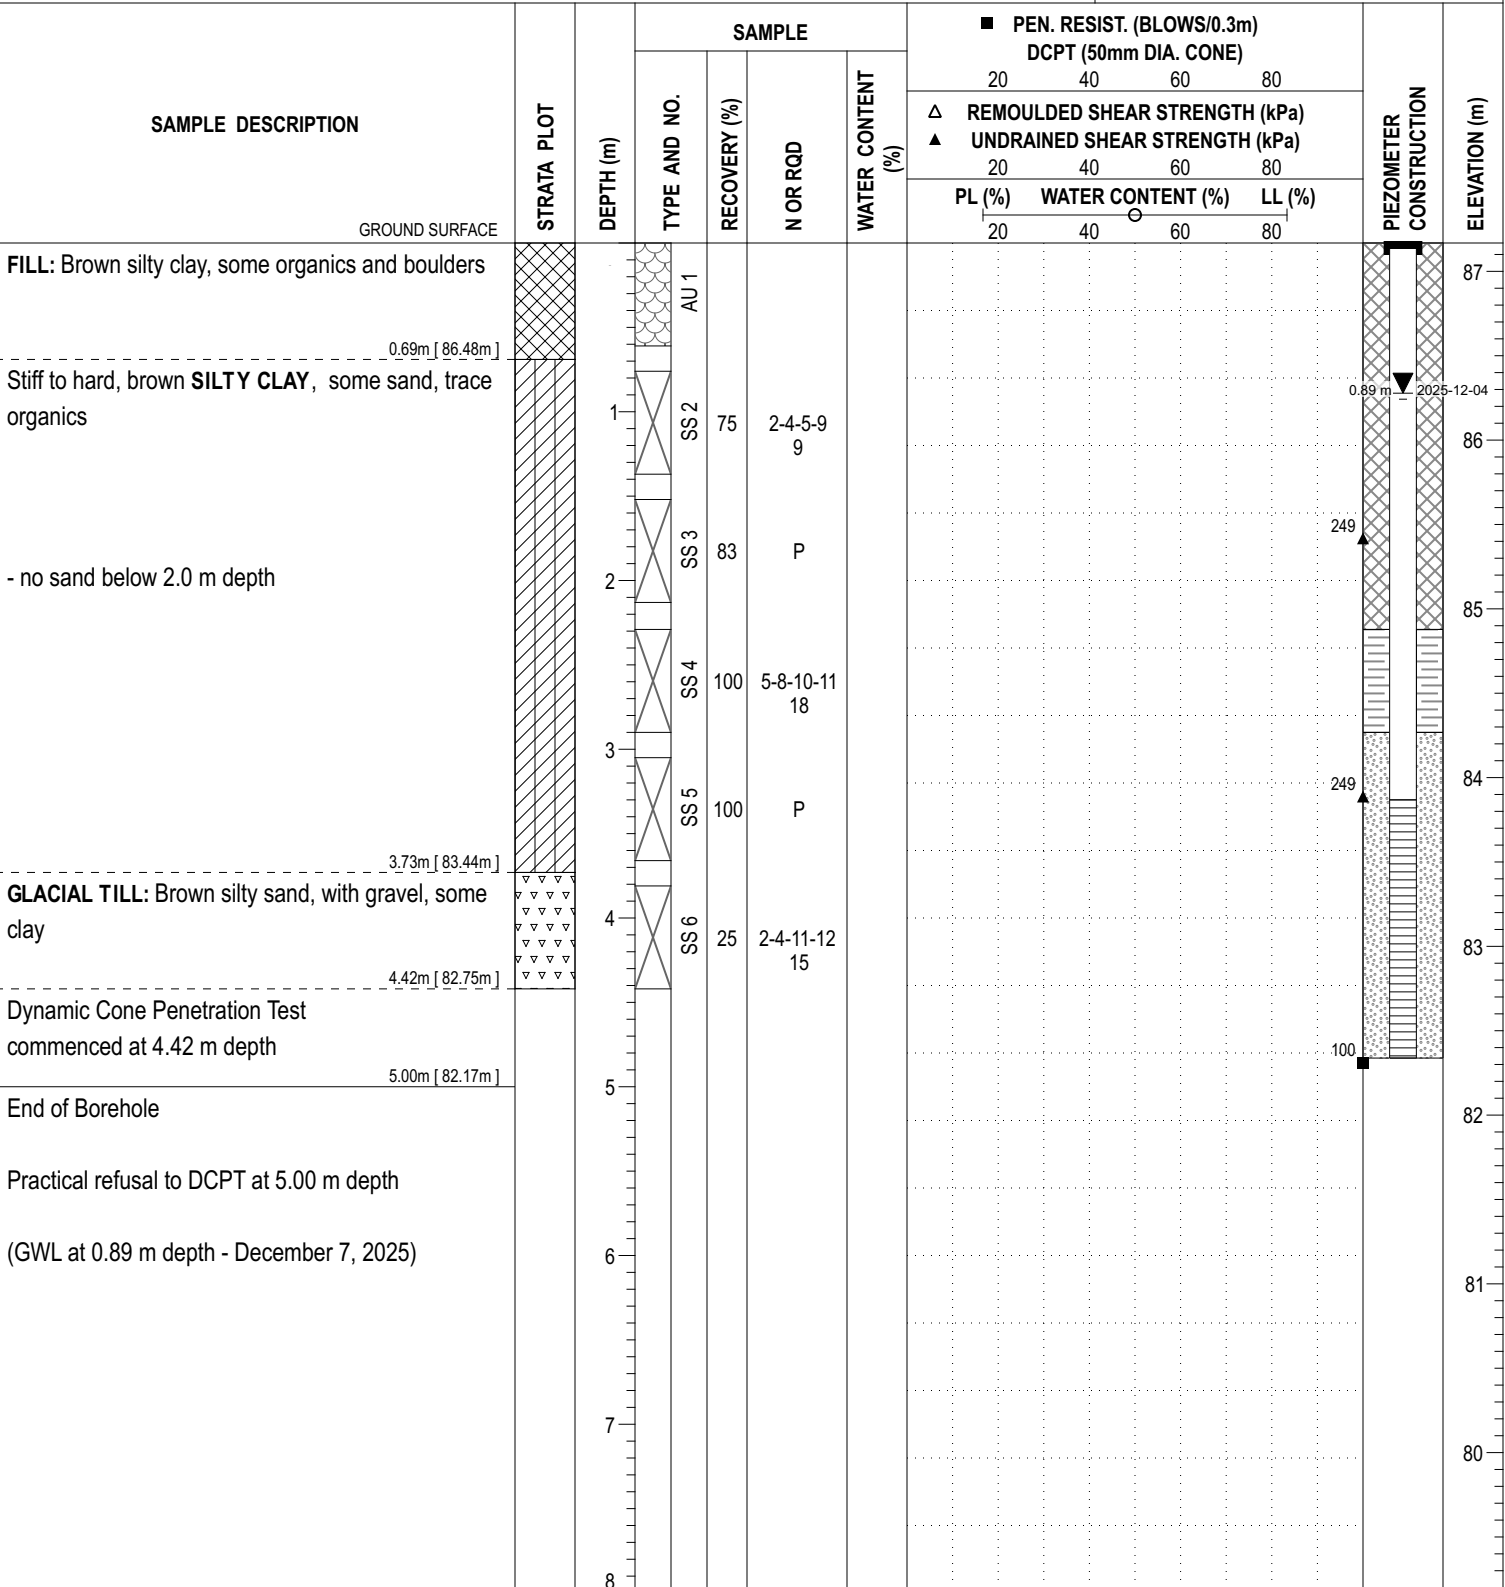 SAMPLE DESCRIPTION
GROUND SURFACE
STRATA PLOT
DEPTH (m)
SAMPLE
TYPE AND NO.
RECOVERY (%)
N OR RQD
WATER CONTENT
(%)
■ PEN. RESIST. (BLOWS/0.3m)
DCPT (50mm DIA. CONE)
20 40 60 80
△ REMOULDED SHEAR STRENGTH (kPa)
▲ UNDRAINED SHEAR STRENGTH (kPa)
20 40 60 80
PL (%) WATER CONTENT (%) LL (%)
20 40 60 80
PIEZOMETER
CONSTRUCTION
ELEVATION (m)
FILL: Brown silty clay, some organics and boulders
0.69m [ 86.48m ]
AU 1
87
Stiff to hard, brown SILTY CLAY, some sand, trace
organics
0.89 m 2025-12-04
1
SS 2
75
2-4-5-9
9
86
249
SS 3
83
P
- no sand below 2.0 m depth
2
85
SS 4
100
5-8-10-11
18
3
84
249
SS 5
100
P
3.73m [ 83.44m ]
GLACIAL TILL: Brown silty sand, with gravel, some
clay
4
SS 6
25
2-4-11-12
15
83
4.42m [ 82.75m ]
Dynamic Cone Penetration Test
commenced at 4.42 m depth
100
5.00m [ 82.17m ]
5
End of Borehole
82
Practical refusal to DCPT at 5.00 m depth
(GWL at 0.89 m depth - December 7, 2025)
6
81
7
80
8